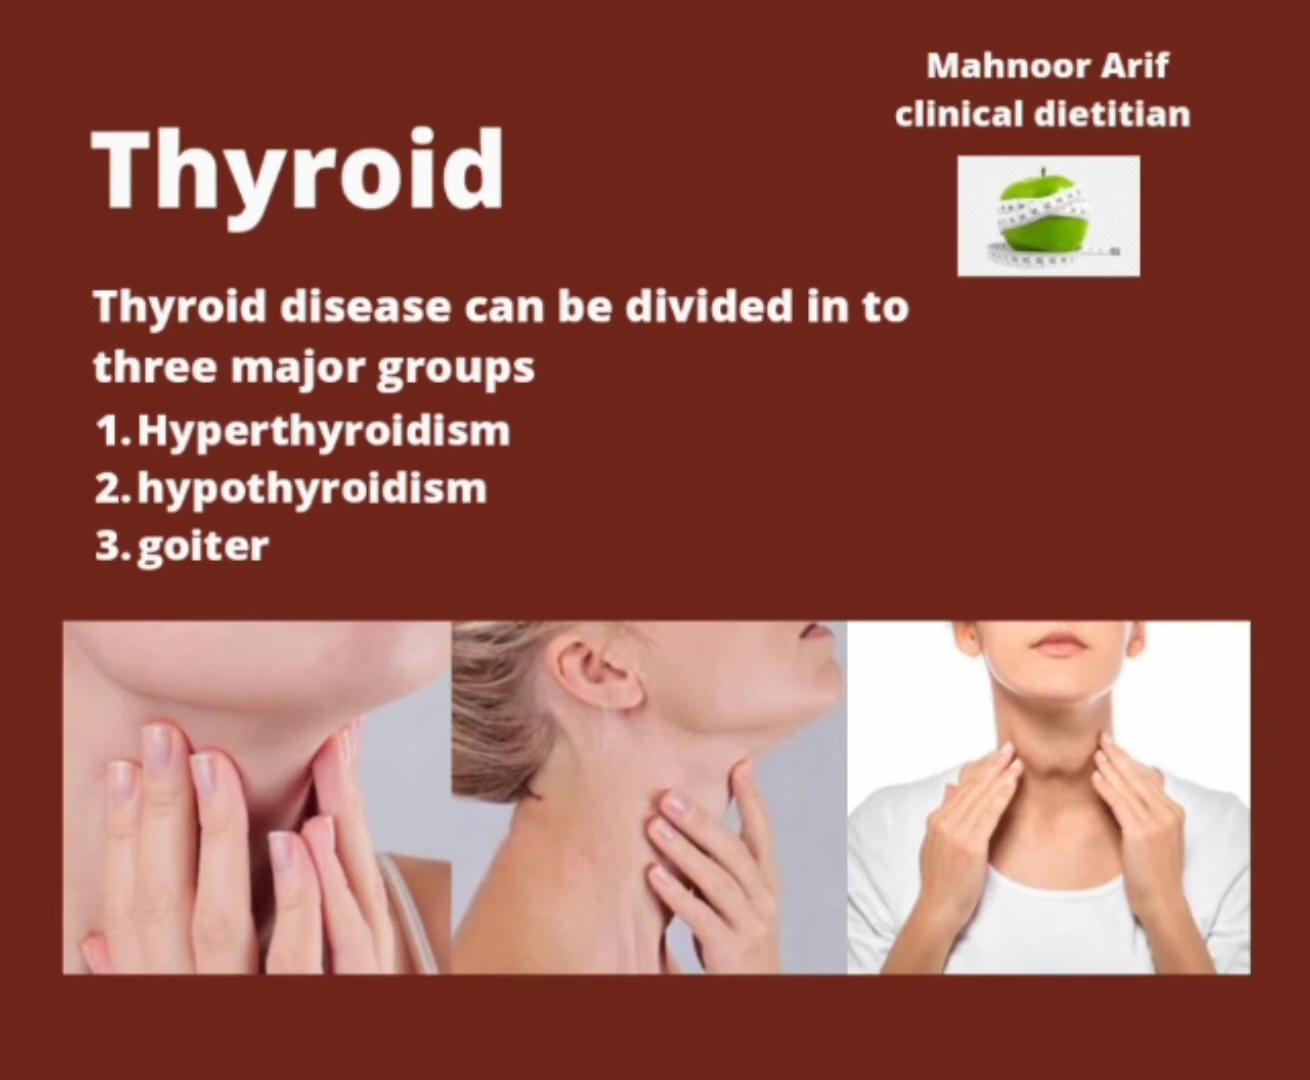 Mahnoor Arif
clinical dietitian
Thyroid
Thyroid disease can be divided in to
three major groups
1. Hyperthyroidism
2. hypothyroidism
3. goiter